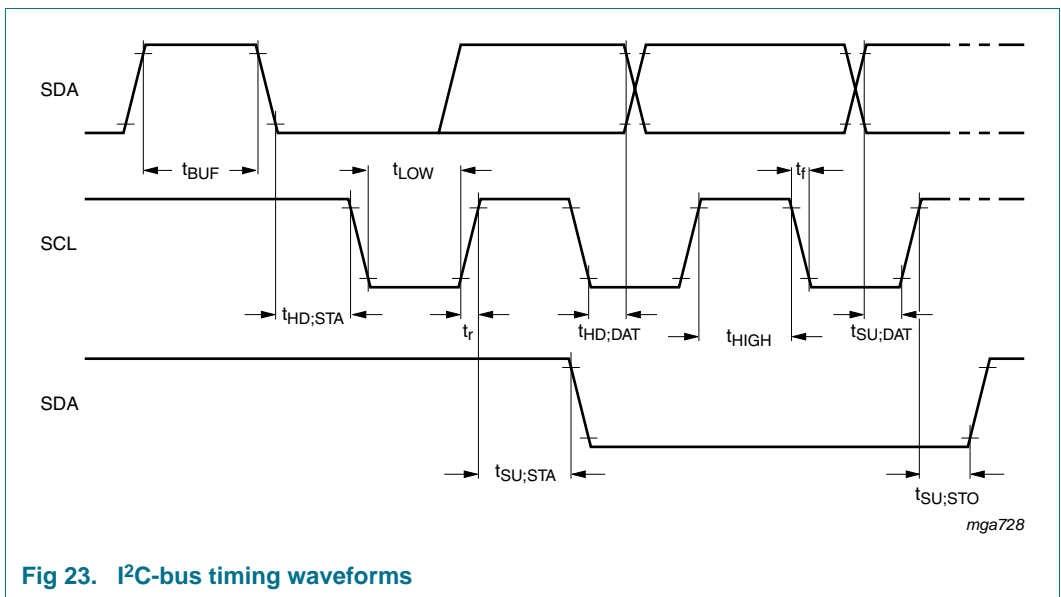 SDA
tBUF
tLOW
tf
SCL
tHD;STA
tr
tHD;DAT
tHIGH
tSU;DAT
SDA
tSU;STA
tSU;STO
mga728
Fig 23. I²C-bus timing waveforms